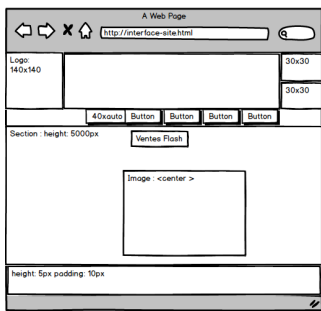 A Web Page
http://interface-site.html
Logo:
140x140
30x30
30x30
40xauto Button Button Button Button
Section : height: 5000px
Ventes Flash
Image : <center >
height: 5px padding: 10px